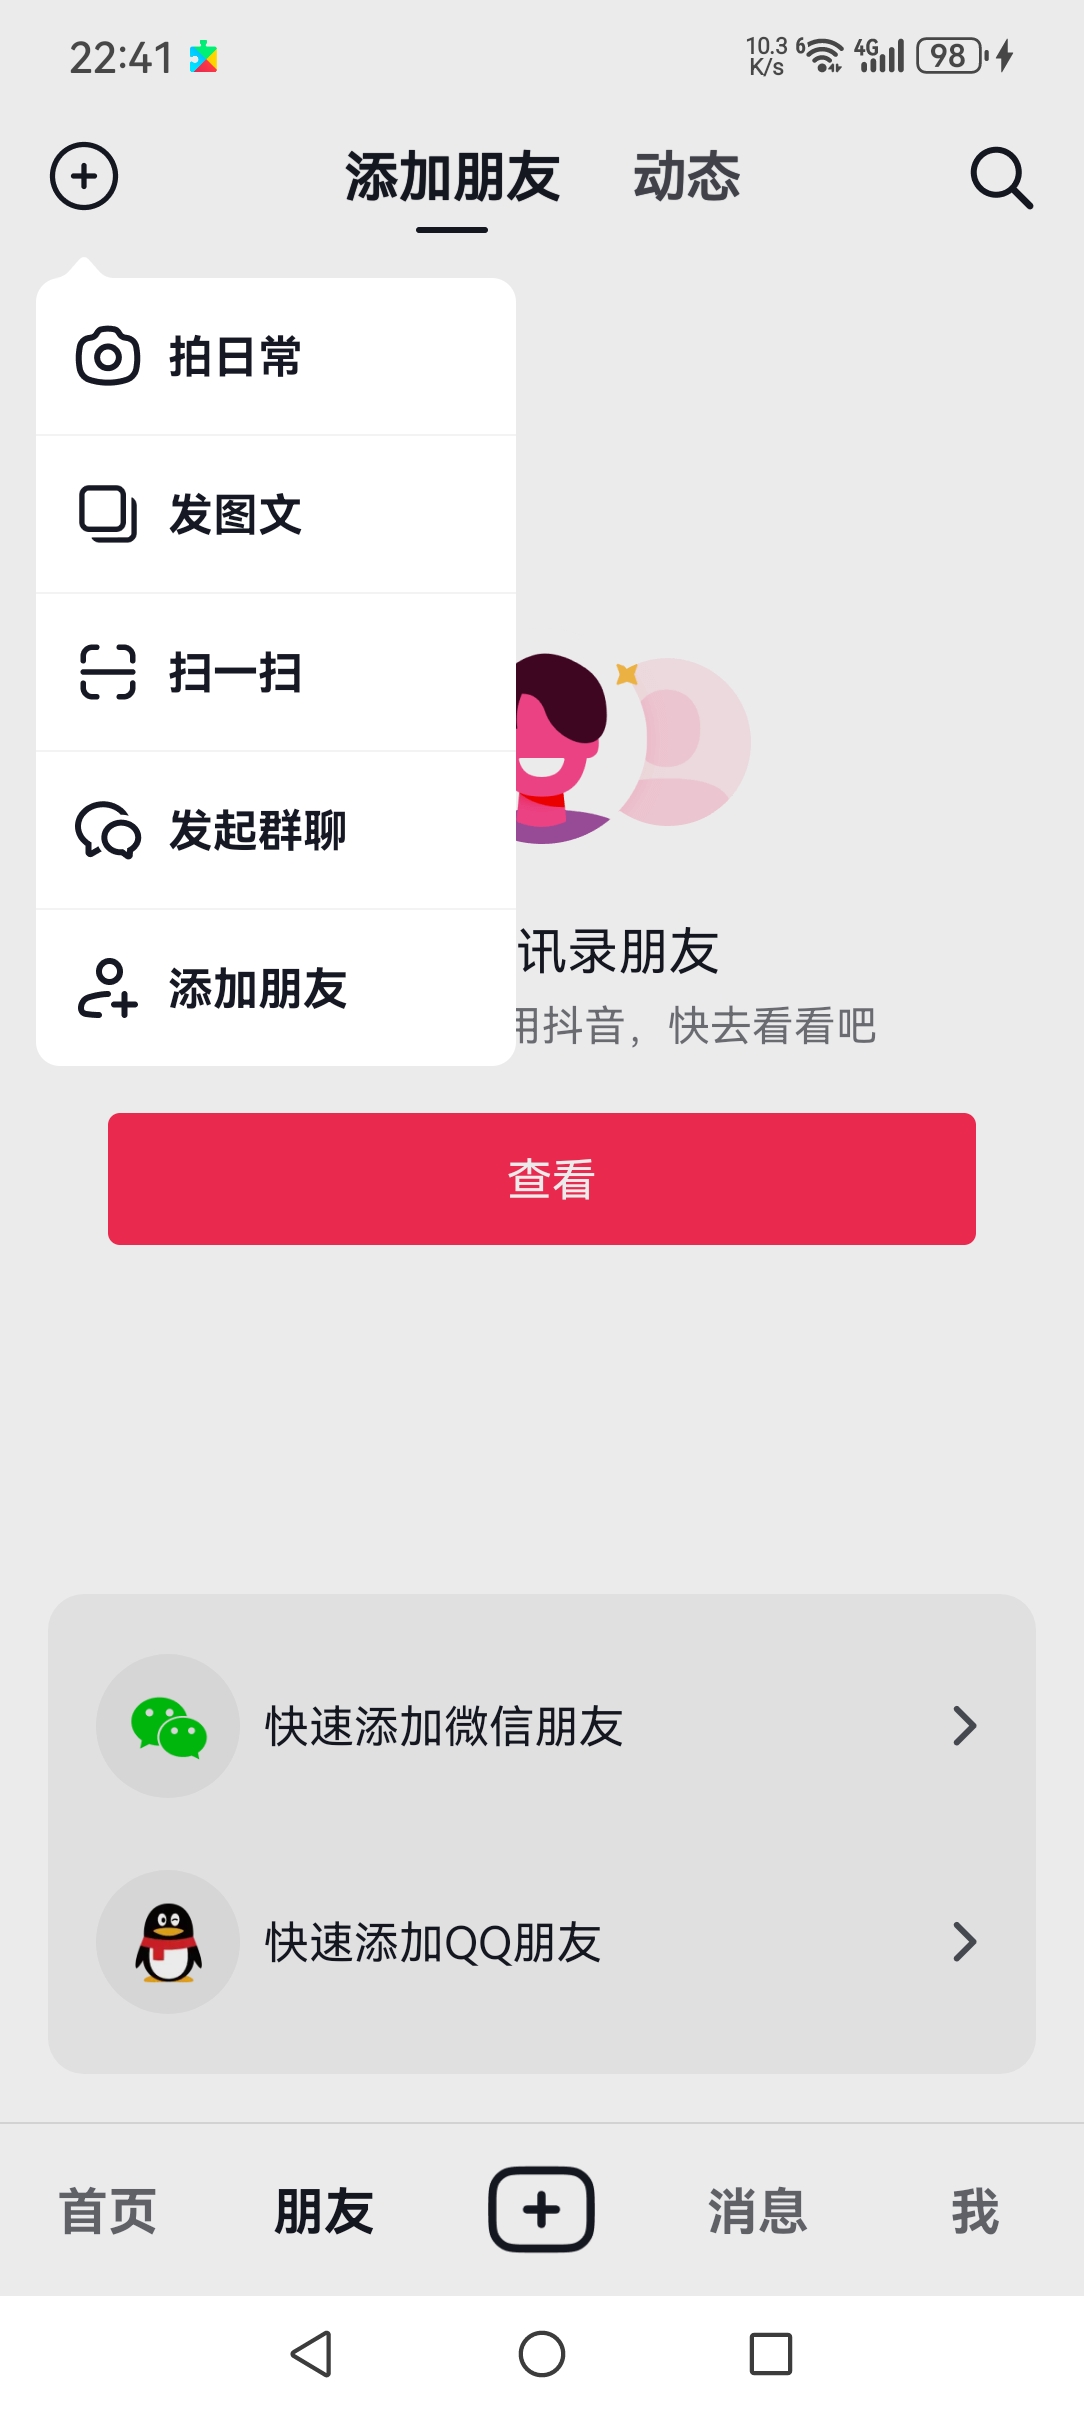 22:41
10.3
K/s
6
4G
98
添加朋友 动态
拍日常
发图文
扫一扫
发起群聊
添加朋友
讯录朋友
用抖音，快去看看吧
查看
快速添加微信朋友
快速添加QQ朋友
首页 朋友 消息 我